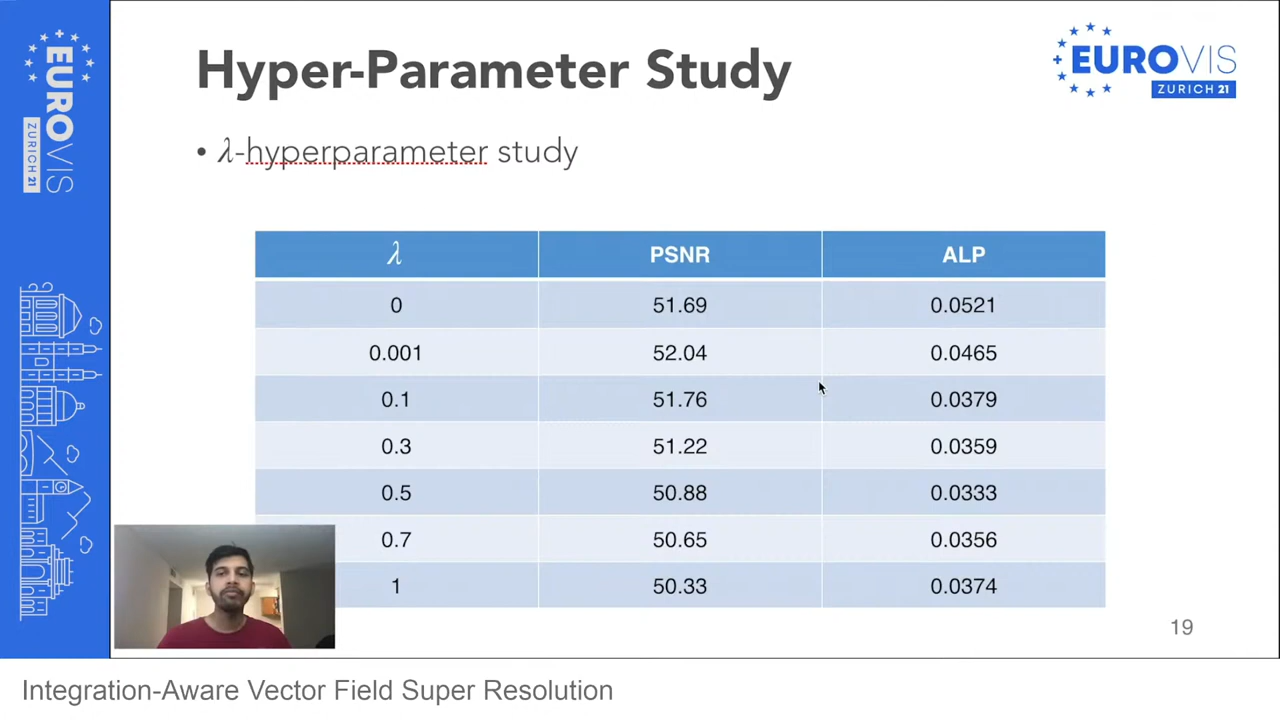 EUROVIS
ZURICH 21
Hyper-Parameter Study
EUROVIS
ZURICH 21
• λ-hyperparameter study
λ PSNR ALP
0 51.69 0.0521
0.001 52.04 0.0465
0.1 51.76 0.0379
0.3 51.22 0.0359
0.5 50.88 0.0333
0.7 50.65 0.0356
1 50.33 0.0374
19
Integration-Aware Vector Field Super Resolution